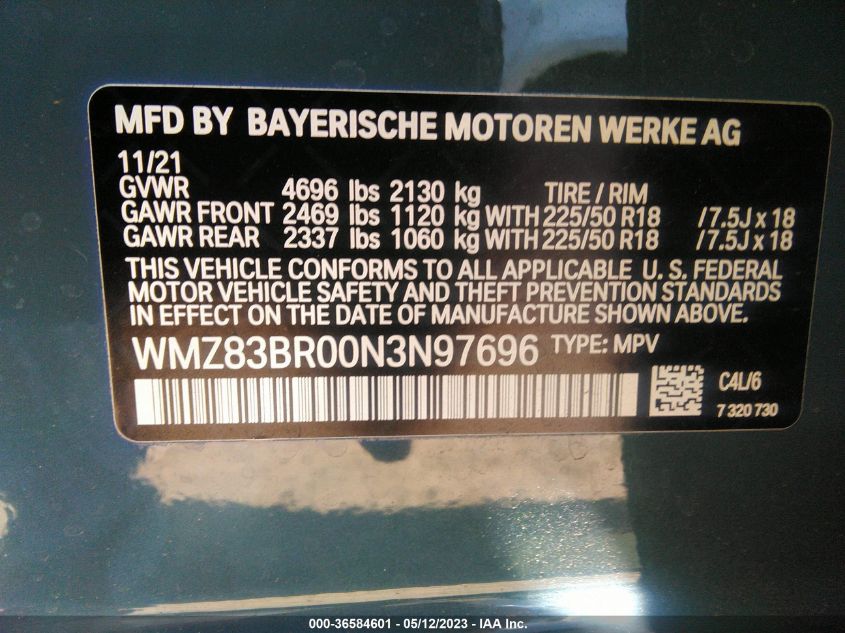 MFD BY BAYERISCHE MOTOREN WERKE AG
11/21
GVWR 4696 lbs 2130 kg TIRE / RIM
GAWR FRONT 2469 lbs 1120 kg WITH 225/50 R18 / 7.5J x 18
GAWR REAR 2337 lbs 1060 kg WITH 225/50 R18 / 7.5J x 18
THIS VEHICLE CONFORMS TO ALL APPLICABLE U. S. FEDERAL
MOTOR VEHICLE SAFETY AND THEFT PREVENTION STANDARDS
IN EFFECT ON THE DATE OF MANUFACTURE SHOWN ABOVE.
WMZ83BR00N3N97696 TYPE: MPV
C4L/6
7 320 730
000-36584601 - 05/12/2023 - IAA Inc.